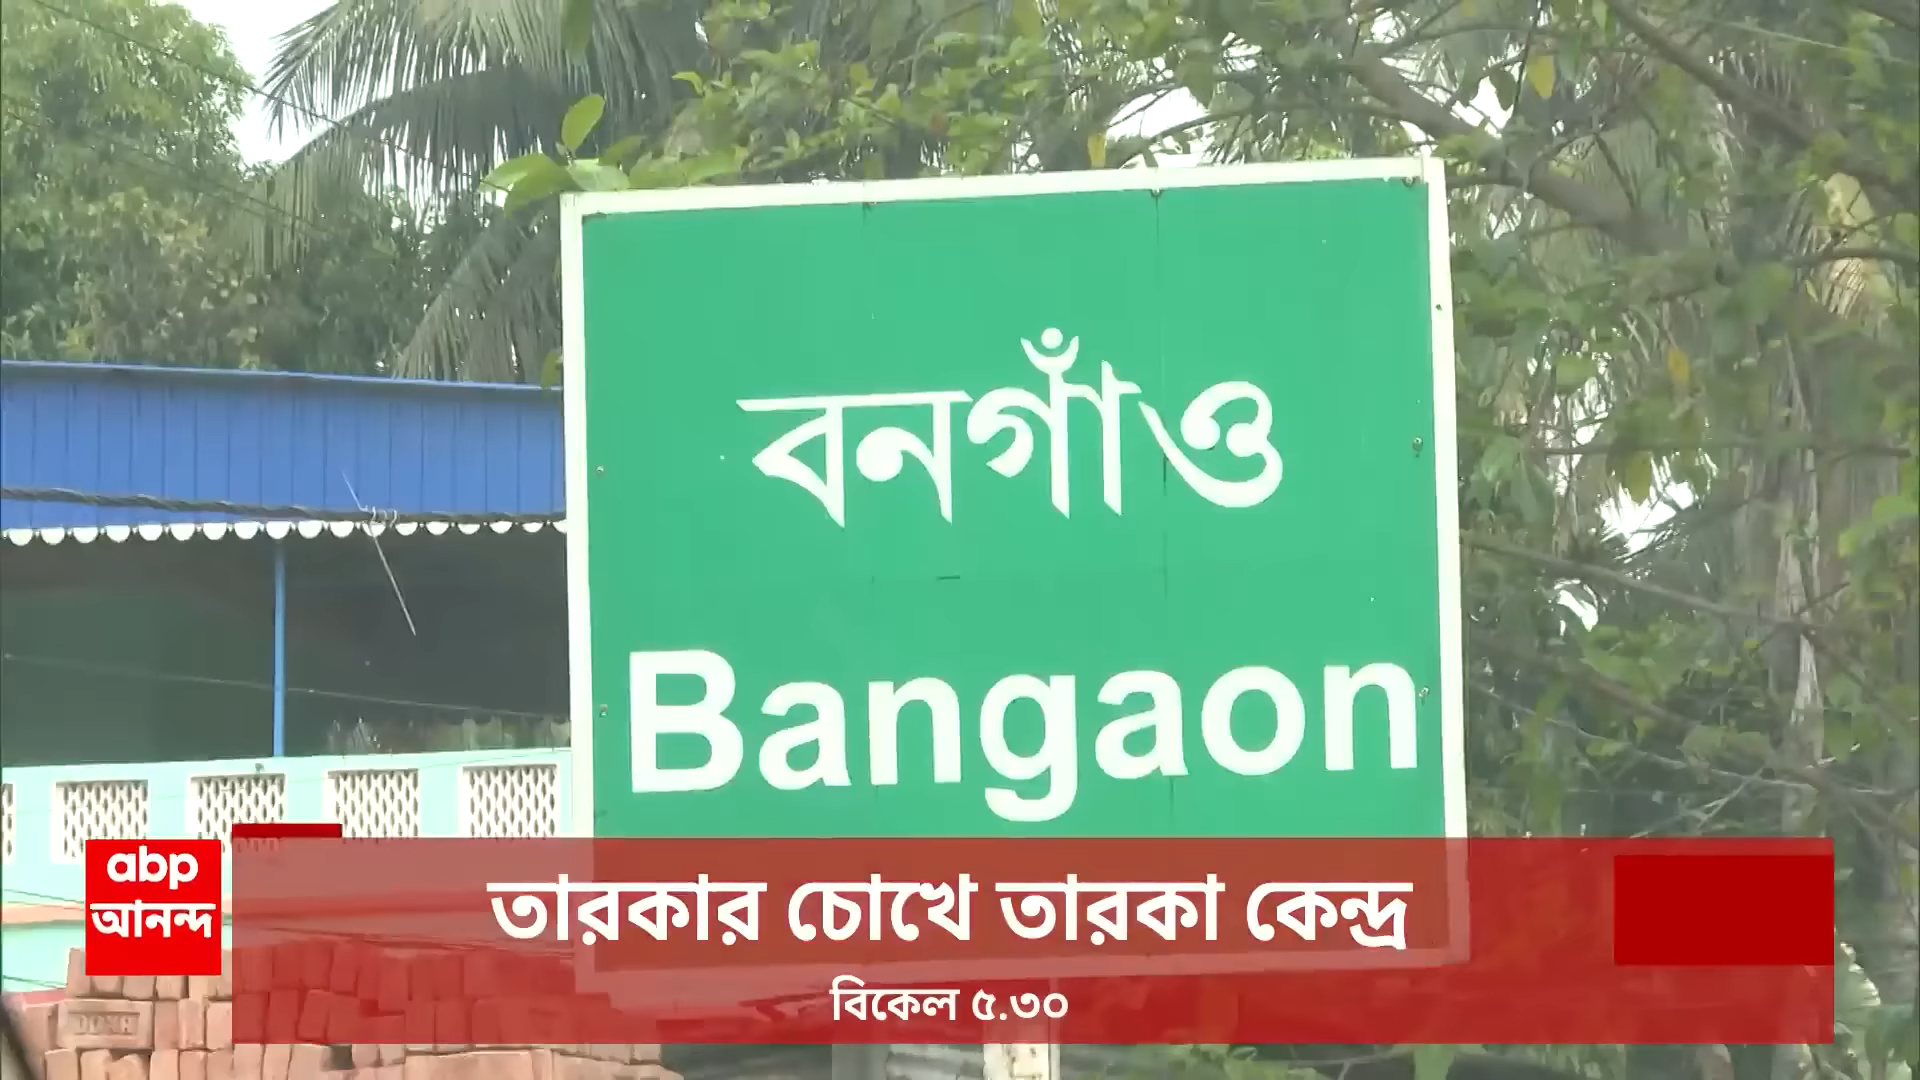 বনগাঁও
Bangaon
abp
আনন্দ
তারকার চোখে তারকা কেন্দ্র
বিকেল ৫.৩০